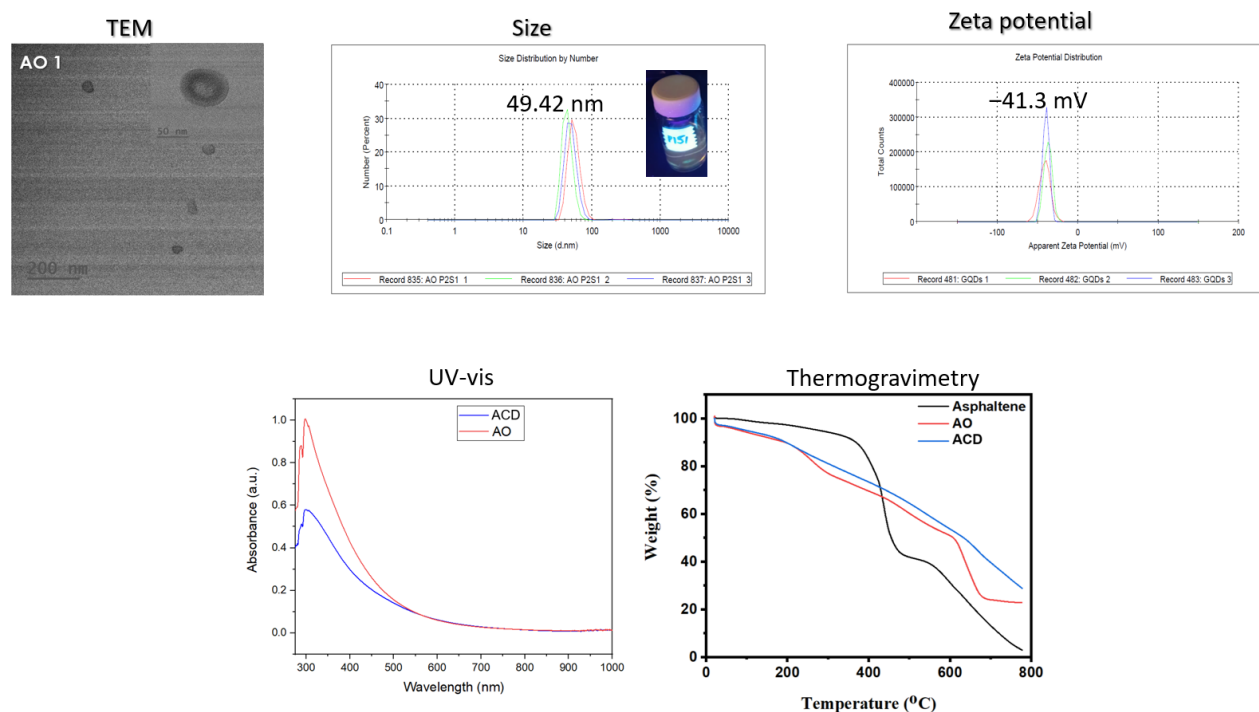 TEM
AO 1
50 nm
200 nm
Size
Size Distribution by Number
49.42 nm
Number (Percent)
40
30
20
10
0
0.1 1 10 100 1000 10000
Size (d.nm)
Record 835: AO P2S1 1 Record 836: AO P2S1 2 Record 837: AO P2S1 3
Zeta potential
Zeta Potential Distribution
−41.3 mV
Total Counts
400000
300000
200000
100000
0
-100 0 100 200
Apparent Zeta Potential (mV)
Record 481: GQDs 1 Record 482: GQDs 2 Record 483: GQDs 3
UV-vis
ACD
AO
Absorbance (a.u.)
1.0
0.8
0.6
0.4
0.2
0.0
300 400 500 600 700 800 900 1000
Wavelength (nm)
Thermogravimetry
Asphaltene
AO
ACD
Weight (%)
100
80
60
40
20
0
0 200 400 600 800
Temperature (⁰C)